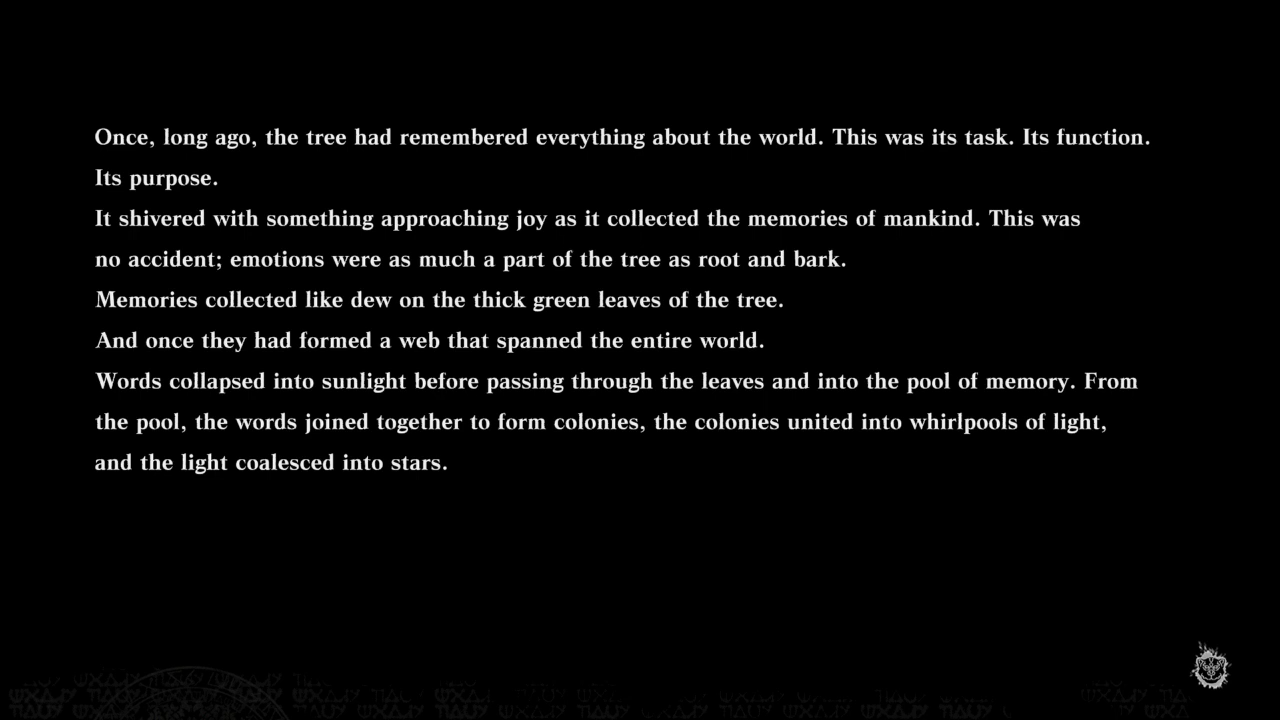 Once, long ago, the tree had remembered everything about the world. This was its task. Its function.
Its purpose.
It shivered with something approaching joy as it collected the memories of mankind. This was
no accident; emotions were as much a part of the tree as root and bark.
Memories collected like dew on the thick green leaves of the tree.
And once they had formed a web that spanned the entire world.
Words collapsed into sunlight before passing through the leaves and into the pool of memory. From
the pool, the words joined together to form colonies, the colonies united into whirlpools of light,
and the light coalesced into stars.